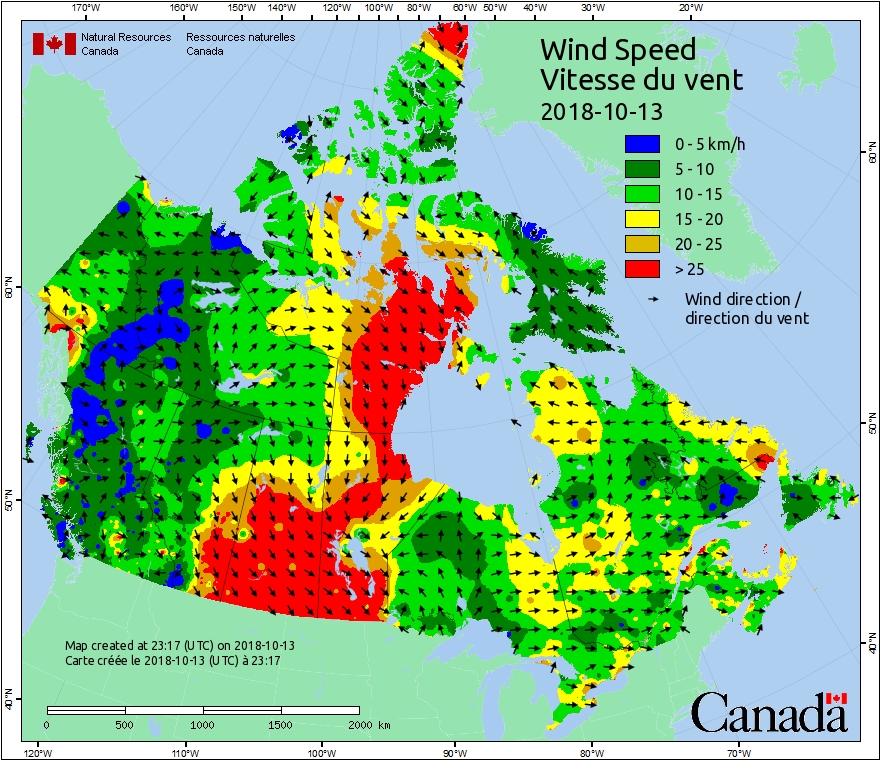 170°W 160°W 150°W 140°W 130°W 120°W 110°W 100°W 90°W 80°W 70°W 60°W 50°W 40°W 30°W 20°W
Natural Resources Ressources naturelles
Canada Canada
Wind Speed
Vitesse du vent
2018-10-13
0 - 5 km/h
5 - 10
10 - 15
15 - 20
20 - 25
> 25
Wind direction /
direction du vent
60°N
60°N
50°N
50°N
40°N
40°N
Map created at 23:17 (UTC) on 2018-10-13
Carte créée le 2018-10-13 (UTC) à 23:17
0 500 1000 1500 2000 km
Canada
120°W 110°W 100°W 90°W 80°W 70°W